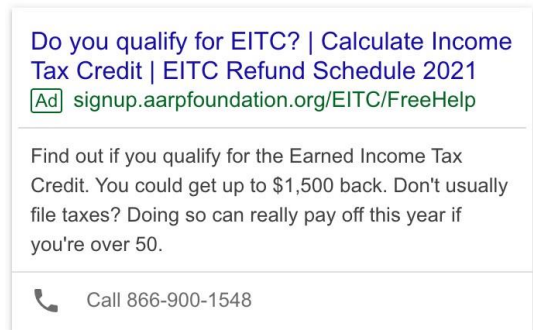 Do you qualify for EITC? | Calculate Income
Tax Credit | EITC Refund Schedule 2021
Ad signup.aarpfoundation.org/EITC/FreeHelp
Find out if you qualify for the Earned Income Tax
Credit. You could get up to $1,500 back. Don't usually
file taxes? Doing so can really pay off this year if
you're over 50.
Call 866-900-1548